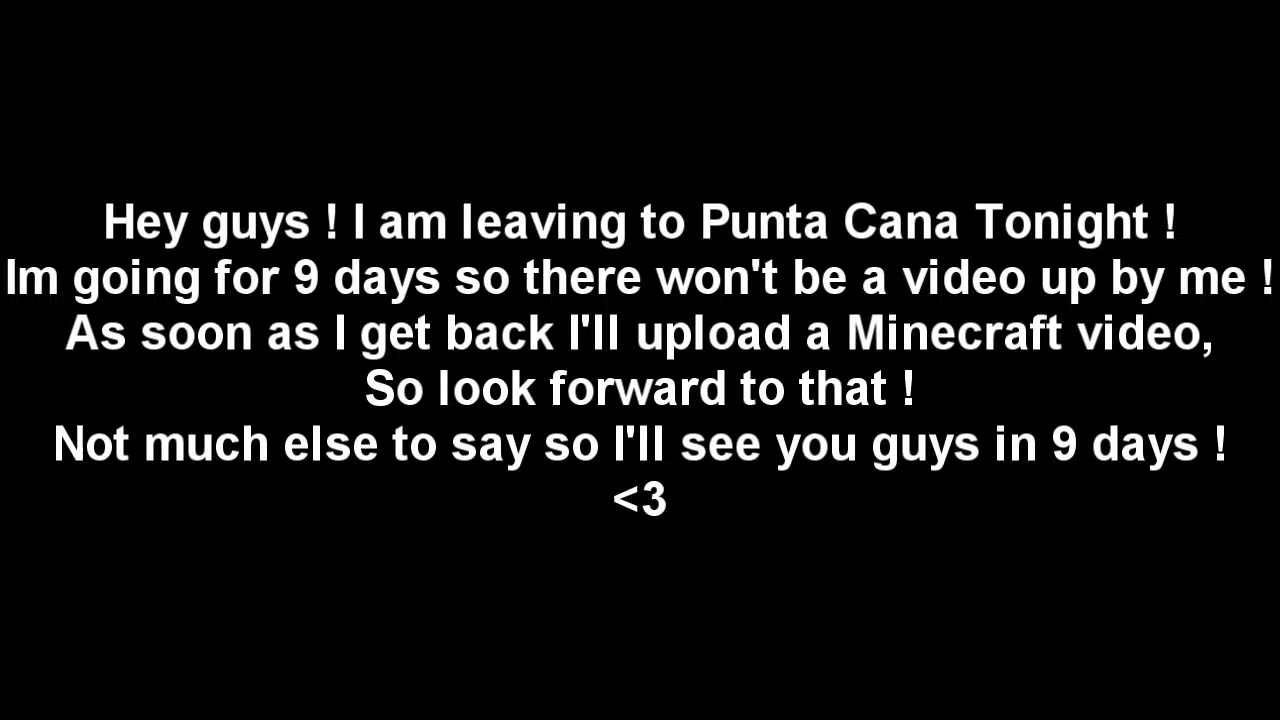 Hey guys ! I am leaving to Punta Cana Tonight !
Im going for 9 days so there won't be a video up by me !
As soon as I get back I'll upload a Minecraft video,
So look forward to that !
Not much else to say so I'll see you guys in 9 days !
<3